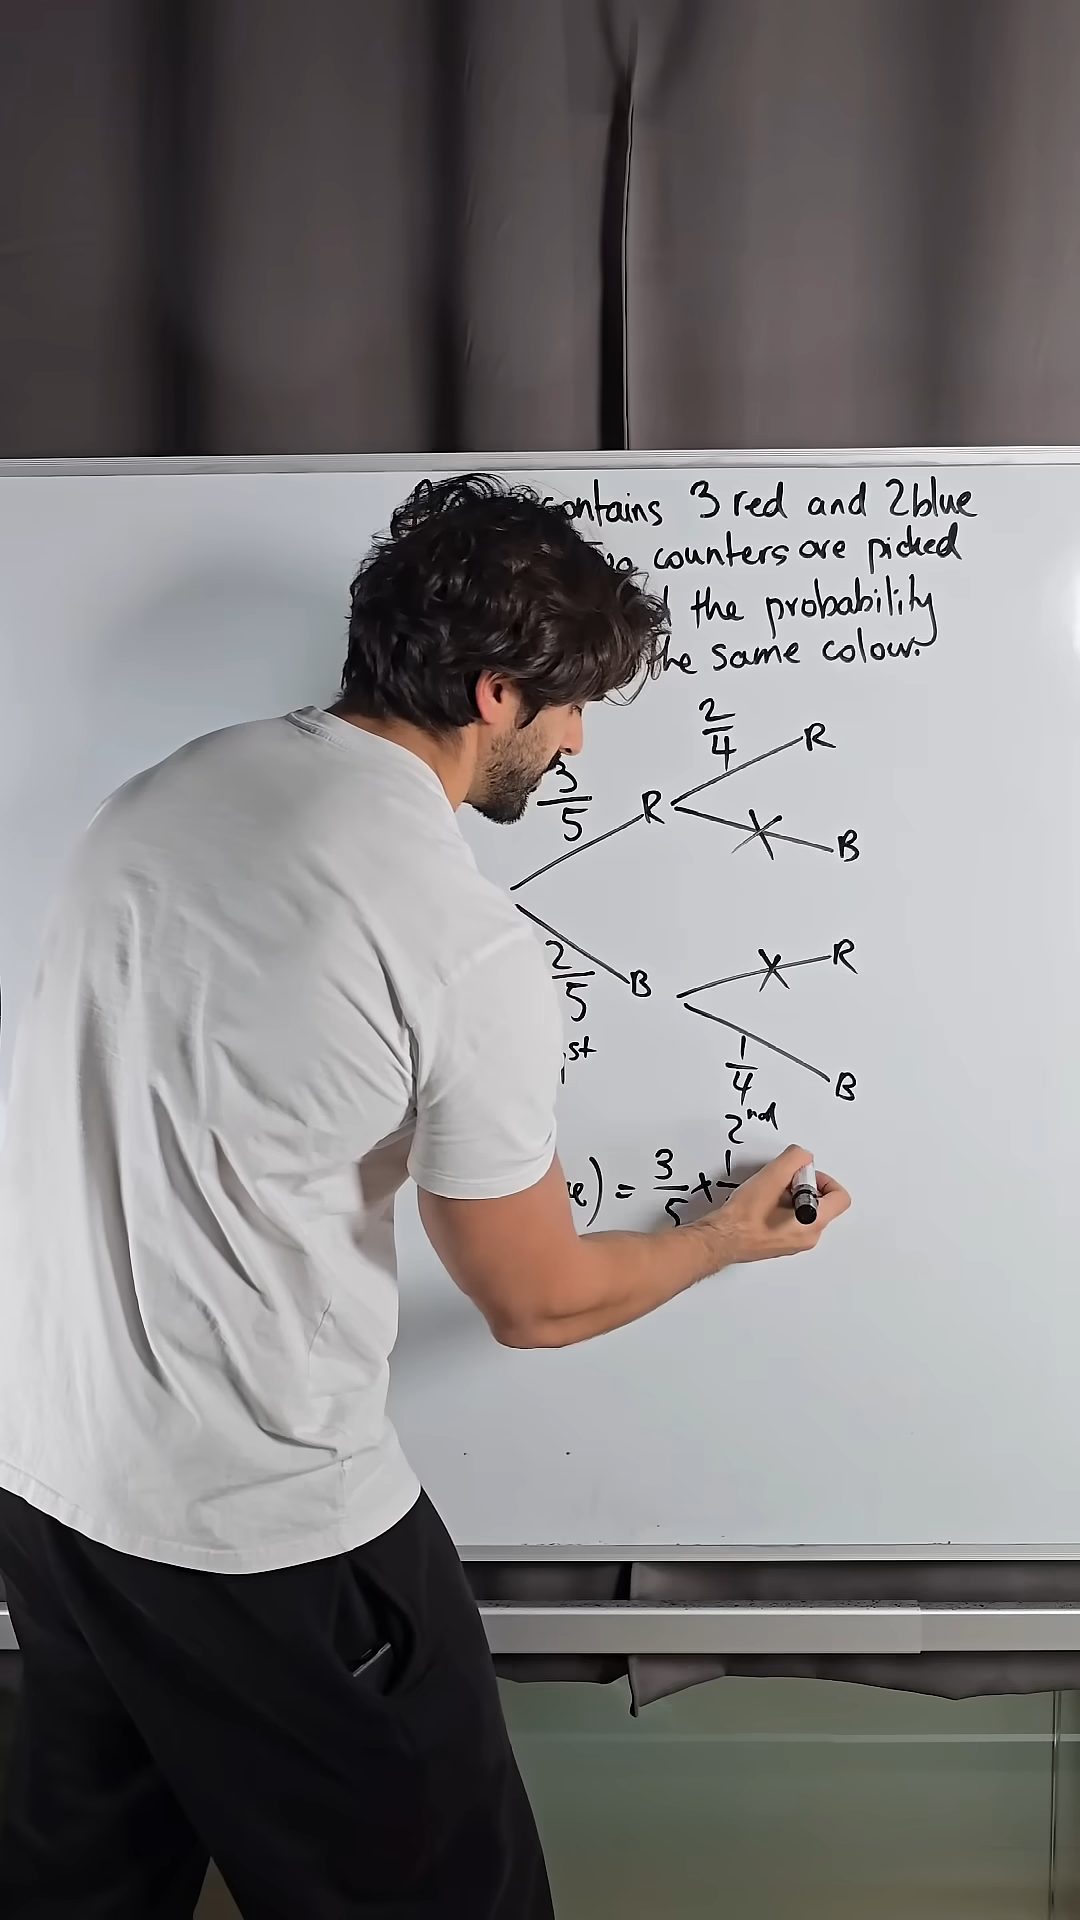 contains 3 red and 2 blue
counters are picked
the probability
the same colour.
2/4
R
3/5
R
B
R
2/5
B
1st
1/4
B
2nd
) = 3/5 ×